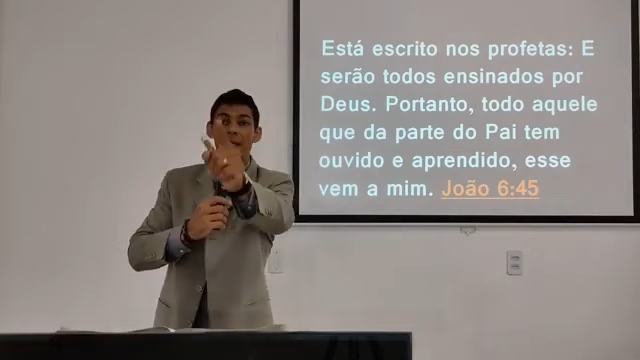 Está escrito nos profetas: E
serão todos ensinados por
Deus. Portanto, todo aquele
que da parte do Pai tem
ouvido e aprendido, esse
vem a mim. João 6:45